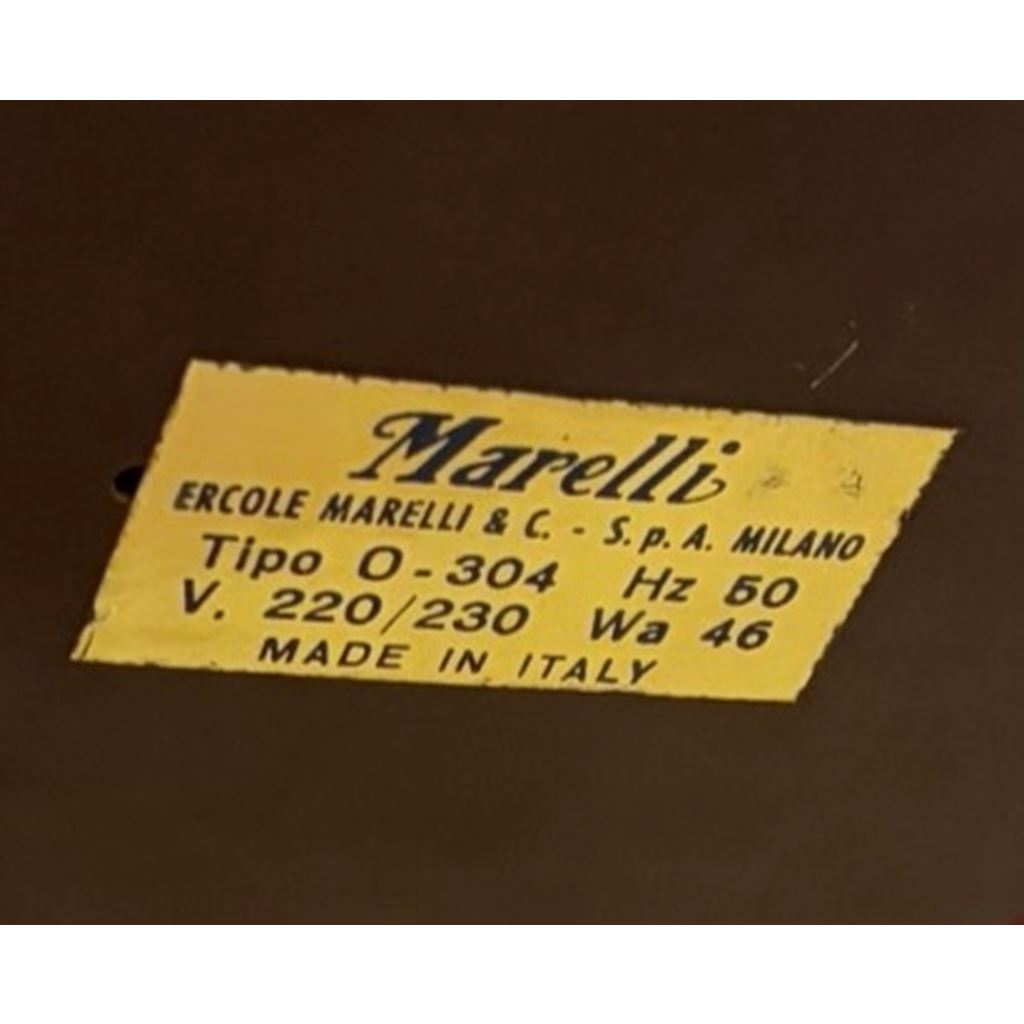 Marelli
ERCOLE MARELLI & C. - S.p.A. MILANO
Tipo O-304 Hz 50
V. 220/230 Wa 46
MADE IN ITALY